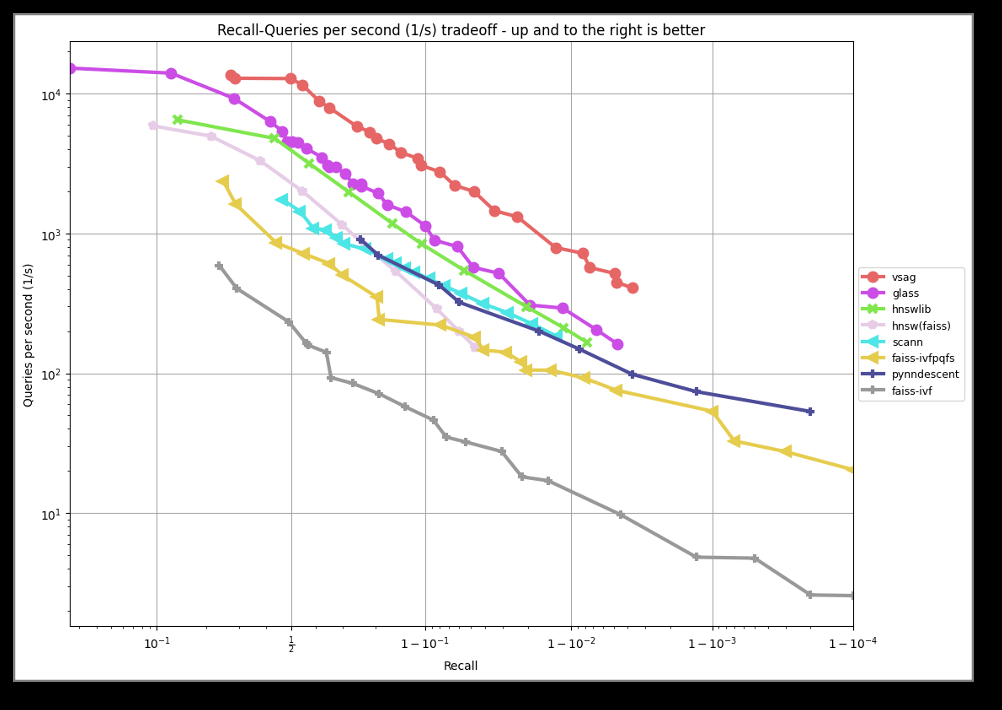 Recall-Queries per second (1/s) tradeoff - up and to the right is better
Queries per second (1/s)
10⁴
10³
10²
10¹
10⁻¹
½
1 − 10⁻¹
1 − 10⁻²
1 − 10⁻³
1 − 10⁻⁴
Recall
vsag
glass
hnswlib
hnsw(faiss)
scann
faiss-ivfpqfs
pynndescent
faiss-ivf